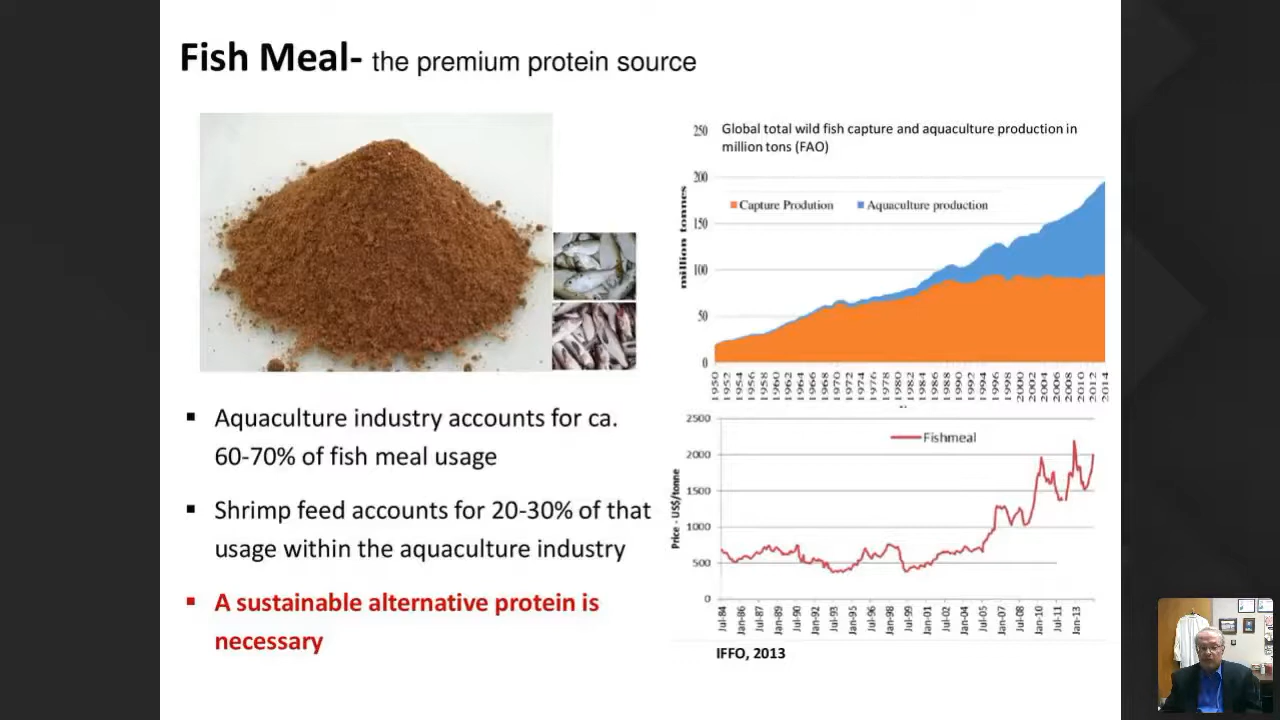 Fish Meal- the premium protein source
Global total wild fish capture and aquaculture production in
million tons (FAO)
250
200
150
100
50
0
million tonnes
Capture Prodution
Aquaculture production
1950
1952
1954
1956
1958
1960
1962
1964
1966
1968
1970
1972
1974
1976
1978
1980
1982
1984
1986
1988
1990
1992
1994
1996
1998
2000
2002
2004
2006
2008
2010
2012
2014
Aquaculture industry accounts for ca.
60-70% of fish meal usage
Shrimp feed accounts for 20-30% of that
usage within the aquaculture industry
A sustainable alternative protein is
necessary
2500
2000
1500
1000
500
0
Price - US$/tonne
Fishmeal
Jul-84
Jan-86
Jul-87
Jan-89
Jul-90
Jan-92
Jul-93
Jan-95
Jul-96
Jan-98
Jul-99
Jan-01
Jul-02
Jan-04
Jul-05
Jan-07
Jul-08
Jan-10
Jul-11
Jan-13
IFFO, 2013